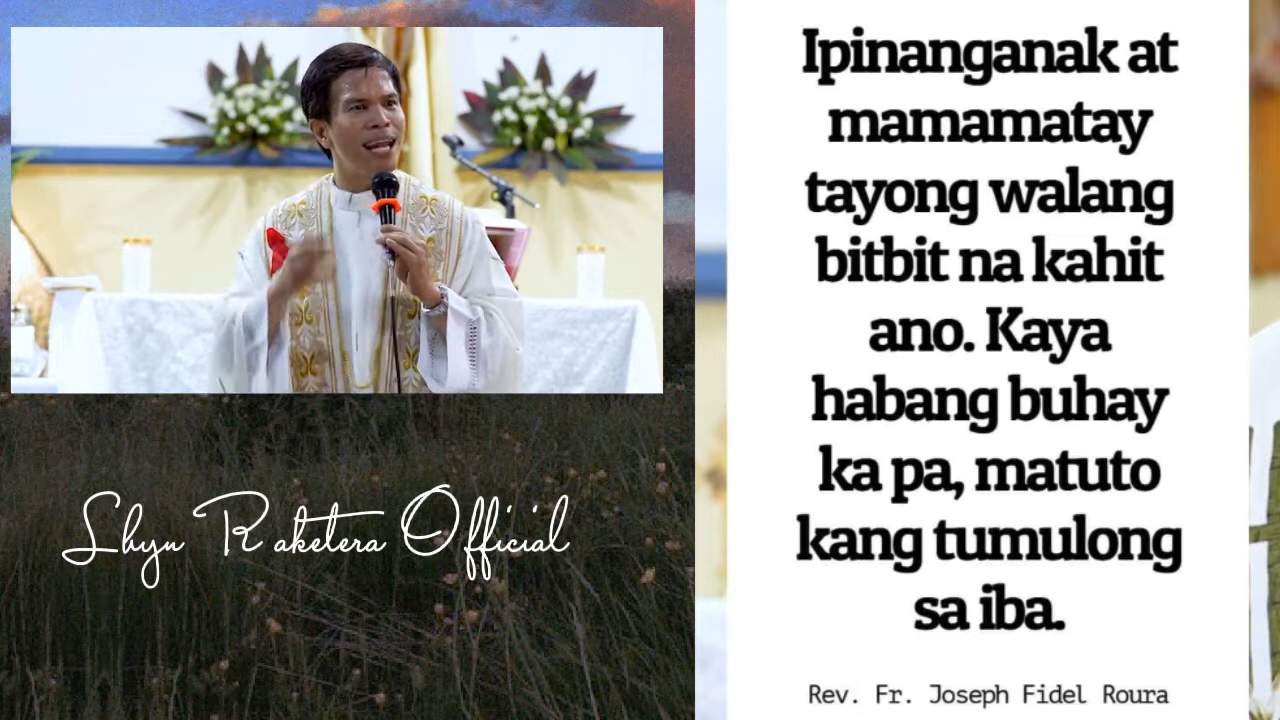 Lhyn Raketera Official
Ipinanganak at
mamamatay
tayong walang
bitbit na kahit
ano. Kaya
habang buhay
ka pa, matuto
kang tumulong
sa iba.
Rev. Fr. Joseph Fidel Roura